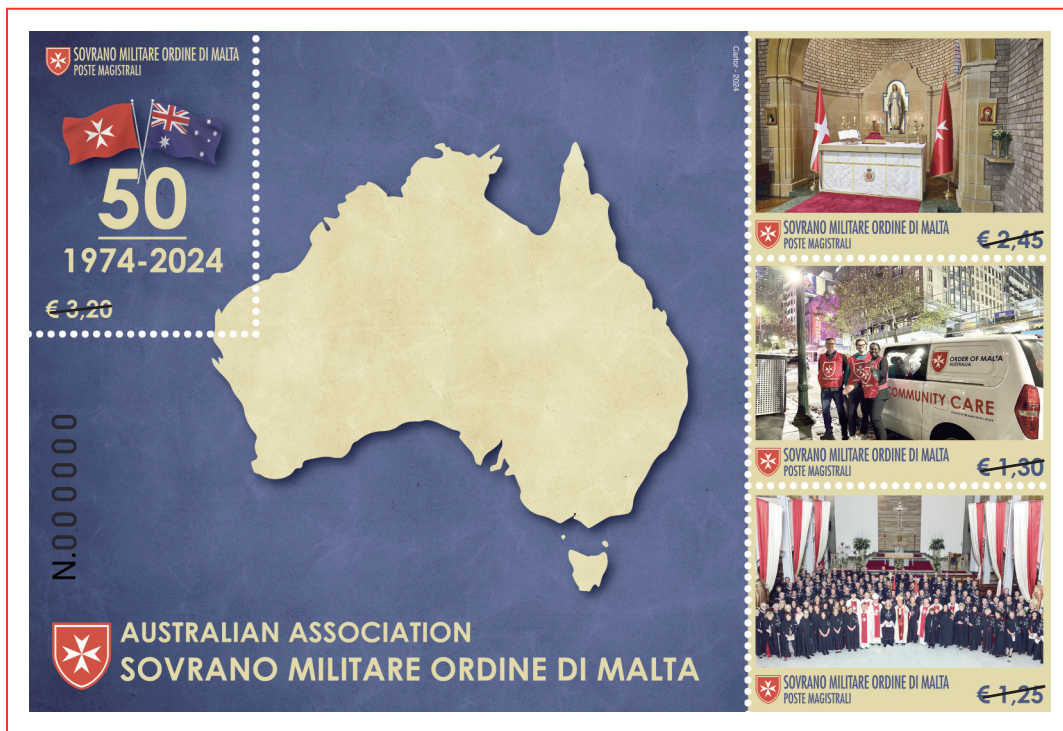 SOVRANO MILITARE ORDINE DI MALTA
POSTE MAGISTRALI
50
1974-2024
€ 3,20
Cartor - 2024
N.000000
AUSTRALIAN ASSOCIATION
SOVRANO MILITARE ORDINE DI MALTA
SOVRANO MILITARE ORDINE DI MALTA
POSTE MAGISTRALI
€ 2,45
ORDER OF MALTA
AUSTRALIA
COMMUNITY CARE
SOVRANO MILITARE ORDINE DI MALTA
POSTE MAGISTRALI
€ 1,30
SOVRANO MILITARE ORDINE DI MALTA
POSTE MAGISTRALI
€ 1,25